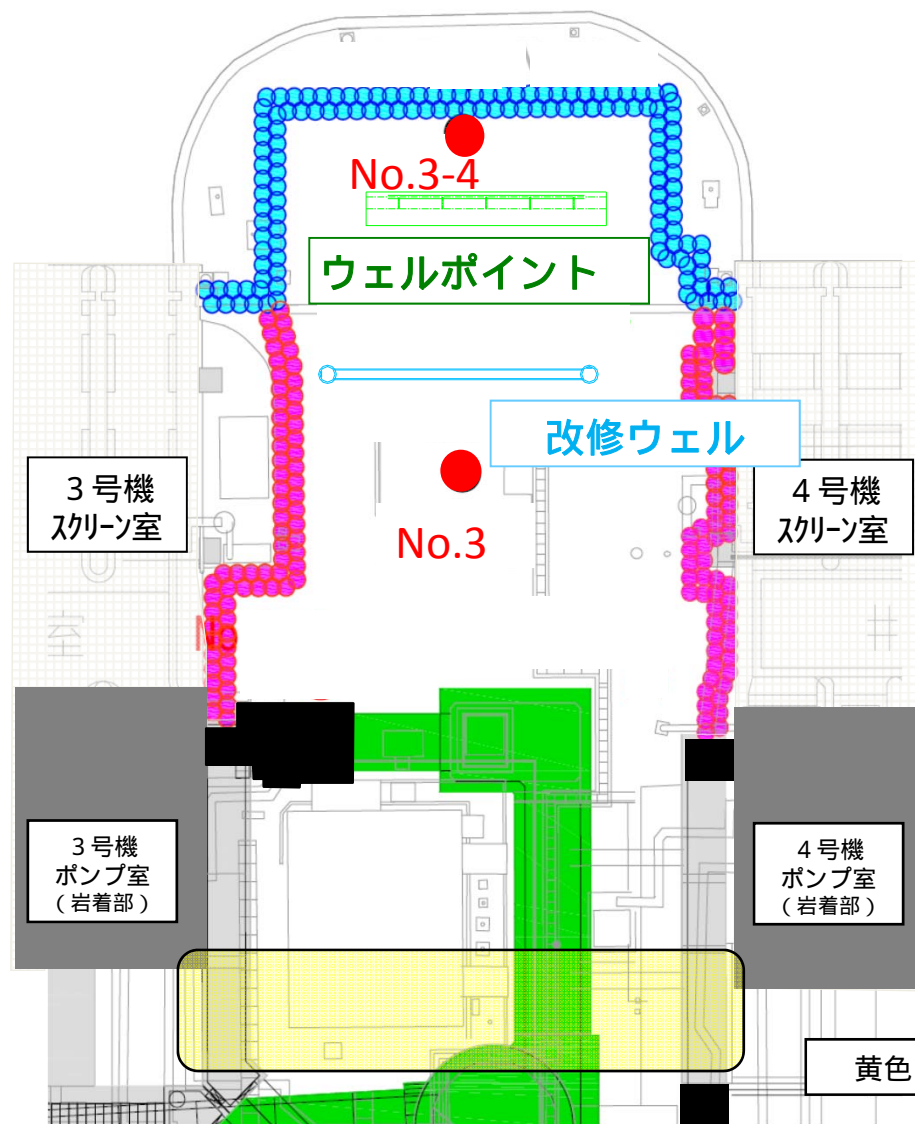 No.3-4
ウェルポイント
改修ウェル
3号機
スクリーン室
4号機
スクリーン室
No.3
No
室
3号機
ポンプ室
(岩着部)
4号機
ポンプ室
(岩着部)
黄色